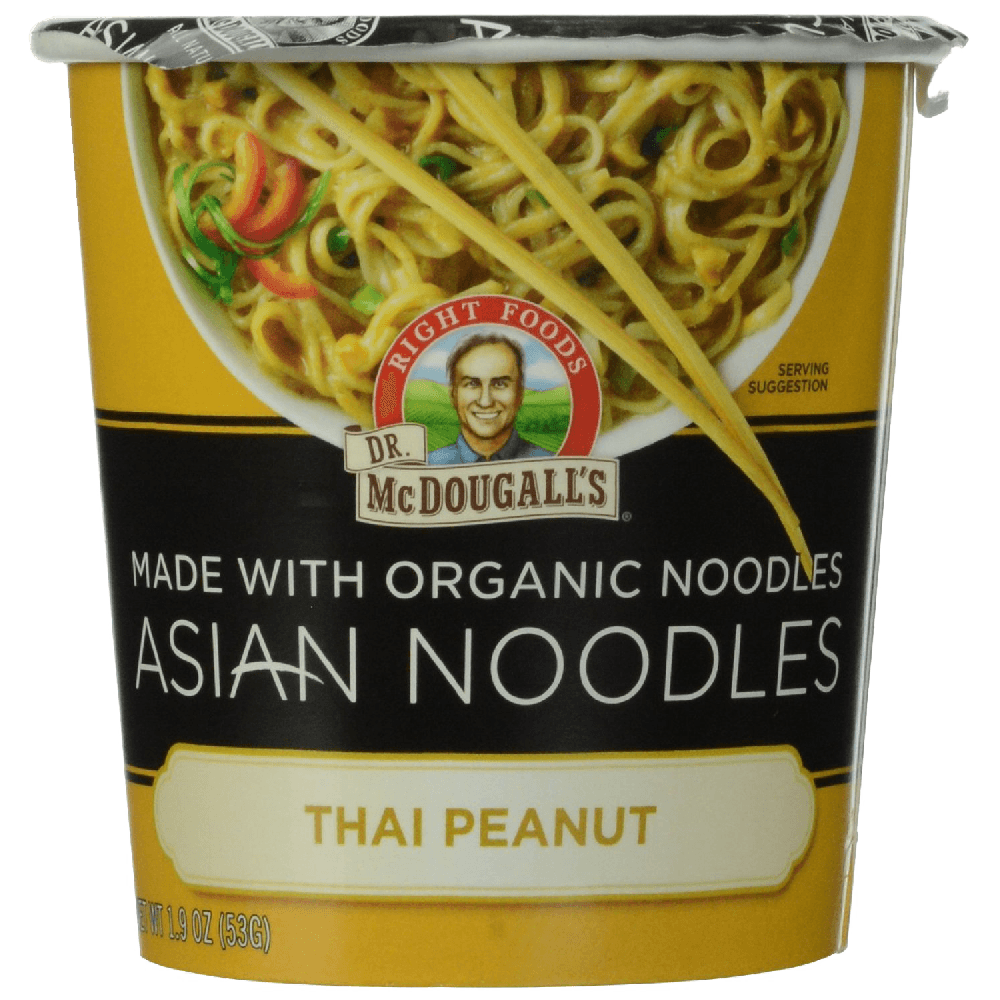 RIGHT FOODS
DR.
McDOUGALL'S
SERVING
SUGGESTION
MADE WITH ORGANIC NOODLES
ASIAN NOODLES
THAI PEANUT
WT 1.9 OZ (53G)